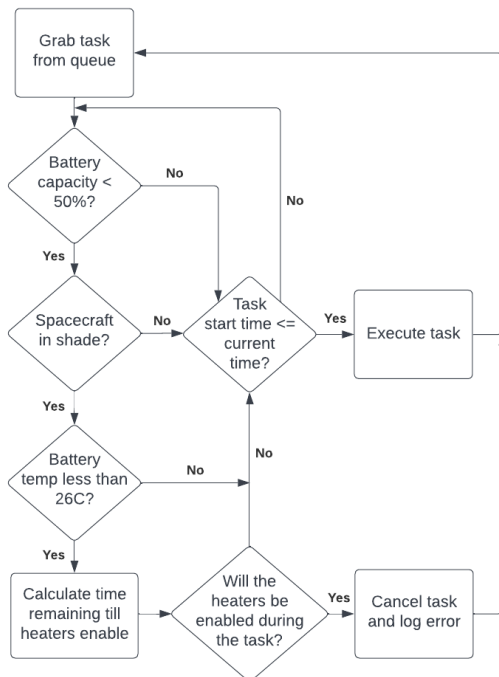 Grab task
from queue
Battery
capacity <
50%?
No
No
Yes
Spacecraft
in shade?
No
Task
start time <=
current
time?
Yes
Execute task
Yes
Battery
temp less than
26C?
No
No
Yes
Calculate time
remaining till
heaters enable
Will the
heaters be
enabled during
the task?
Yes
Cancel task
and log error